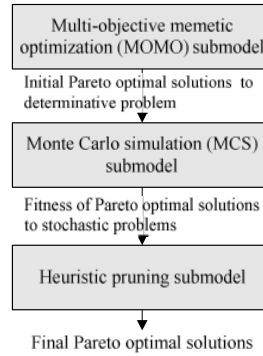 Multi-objective memetic
optimization (MOMO) submodel
Initial Pareto optimal solutions to
determinative problem
Monte Carlo simulation (MCS)
submodel
Fitness of Pareto optimal solutions
to stochastic problems
Heuristic pruning submodel
Final Pareto optimal solutions